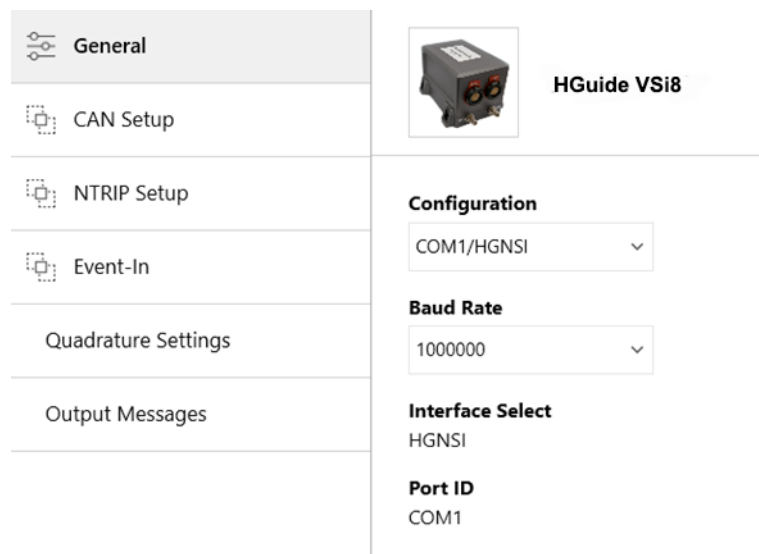 General
CAN Setup
NTRIP Setup
Event-In
Quadrature Settings
Output Messages
HGuide VSi8
Configuration
COM1/HGNSI
Baud Rate
1000000
Interface Select
HGNSI
Port ID
COM1